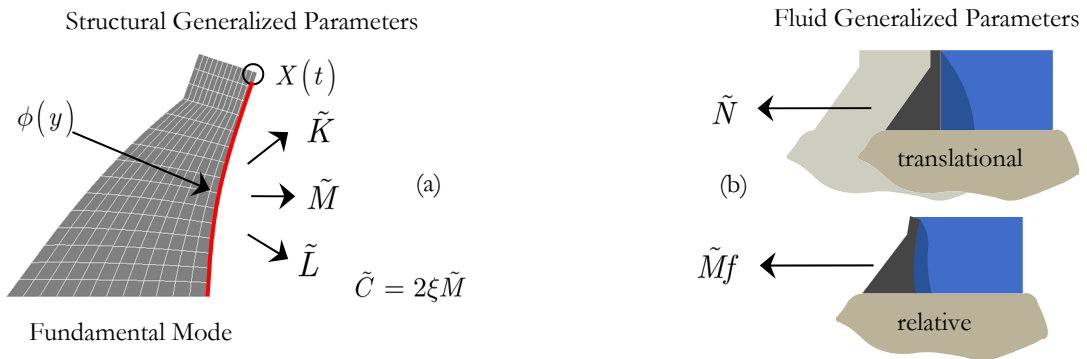 Structural Generalized Parameters
X(t)
ϕ(y)
K̃
M̃
L̃
(a)
C̃ = 2ξM̃
Fundamental Mode
Fluid Generalized Parameters
Ñ
translational
(b)
M̃f
relative